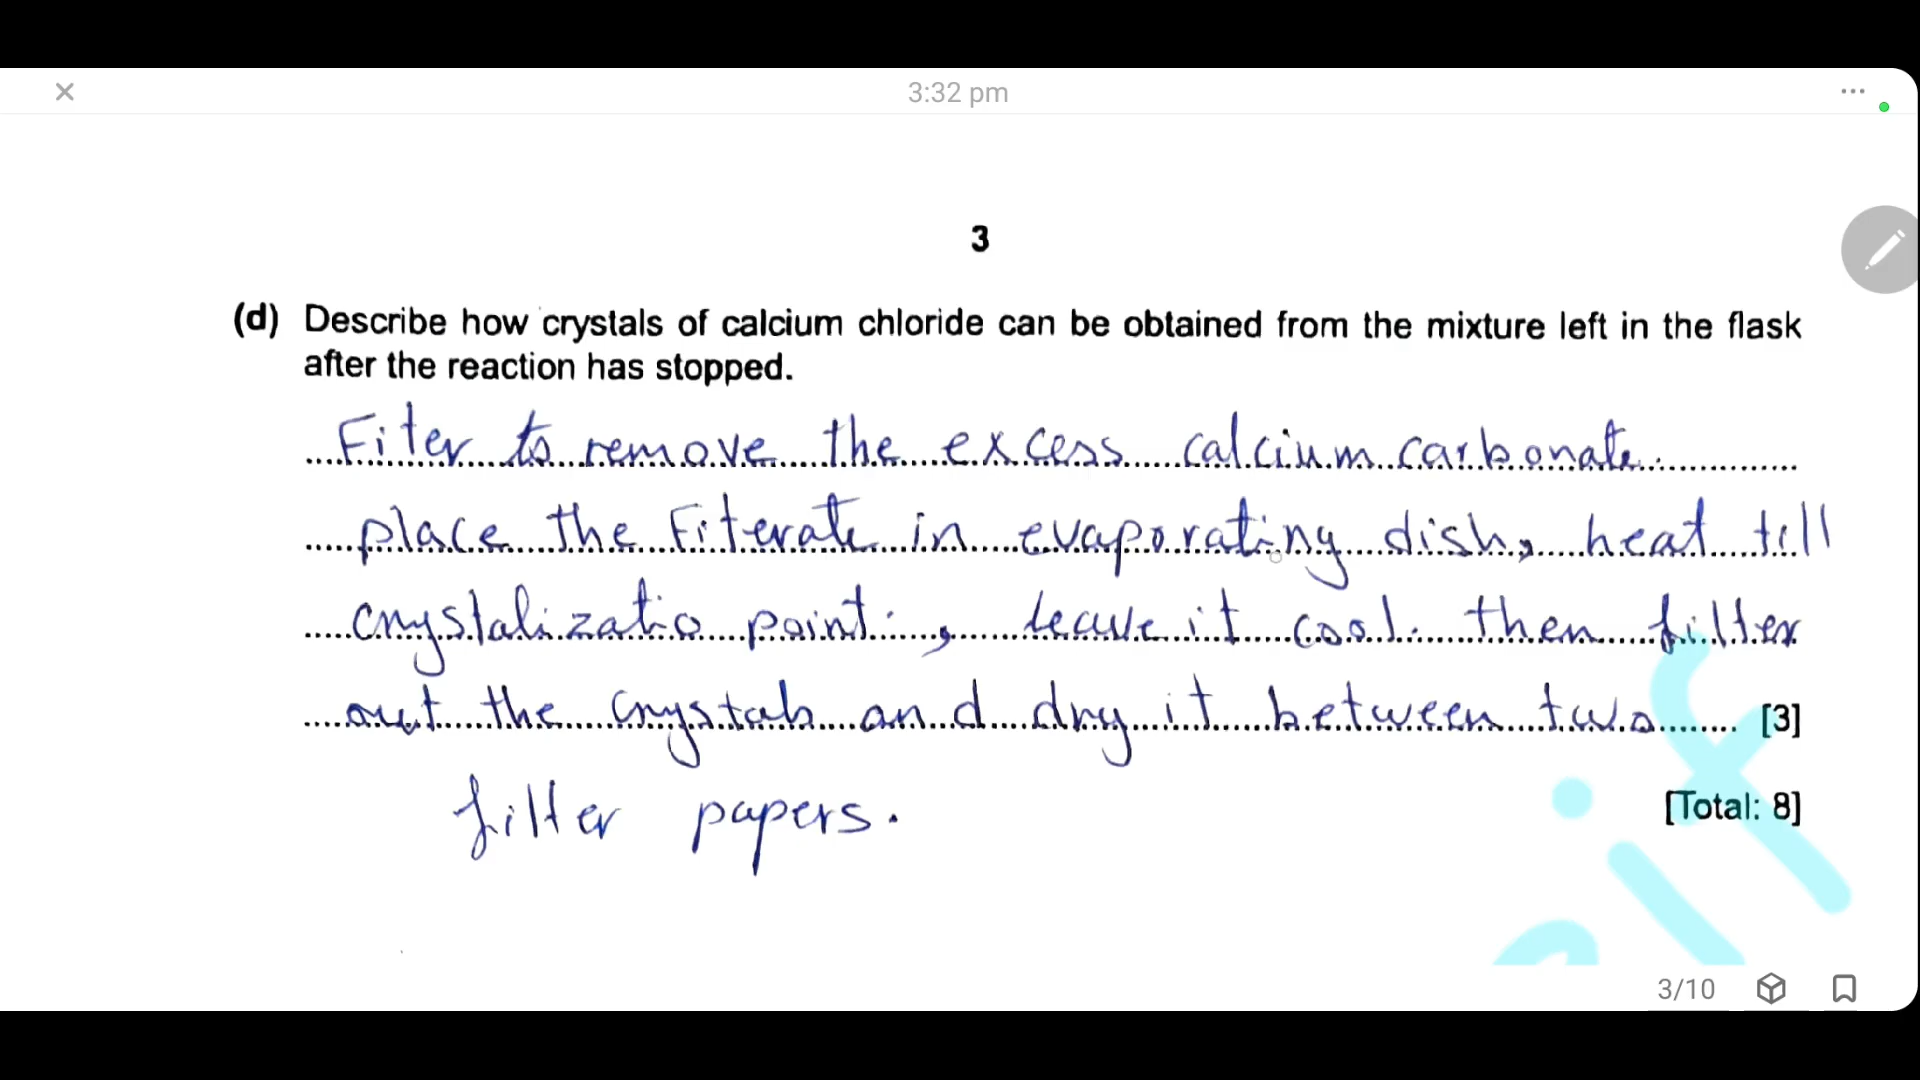 3:32 pm
3
(d) Describe how crystals of calcium chloride can be obtained from the mixture left in the flask
after the reaction has stopped.
Fiter to remove the excess calcium carbonate.
place the Fiterate in evaporating dish, heat till
crystalizatio point., leave it cool. then filter
out the crystals and dry it between two [3]
filter papers.
[Total: 8]
3/10